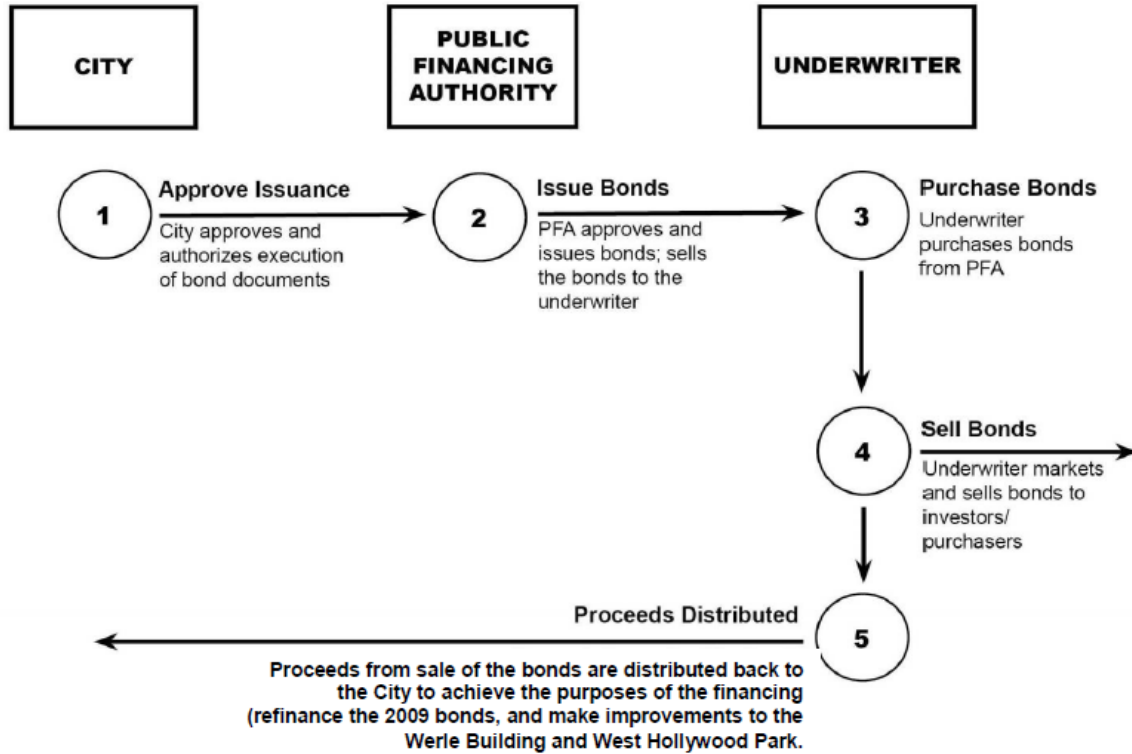 CITY
PUBLIC
FINANCING
AUTHORITY
UNDERWRITER
1
Approve Issuance
City approves and
authorizes execution
of bond documents
2
Issue Bonds
PFA approves and
issues bonds; sells
the bonds to the
underwriter
3
Purchase Bonds
Underwriter
purchases bonds
from PFA
4
Sell Bonds
Underwriter markets
and sells bonds to
investors/
purchasers
5
Proceeds Distributed
Proceeds from sale of the bonds are distributed back to
the City to achieve the purposes of the financing
(refinance the 2009 bonds, and make improvements to the
Werle Building and West Hollywood Park.